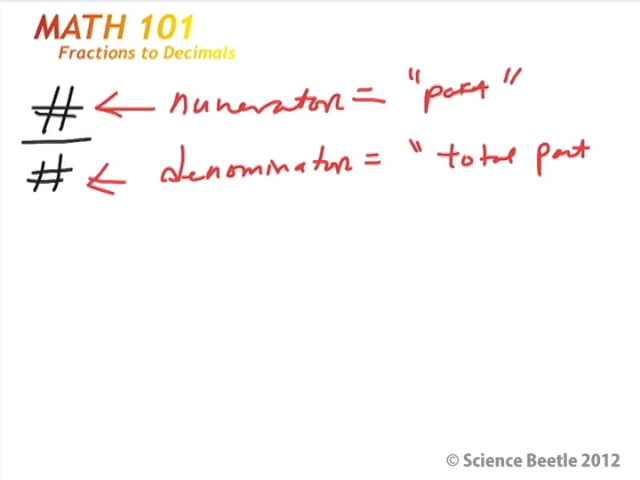 MATH 101
Fractions to Decimals
# ← numerator = "part"
# ← denominator = " total part
© Science Beetle 2012